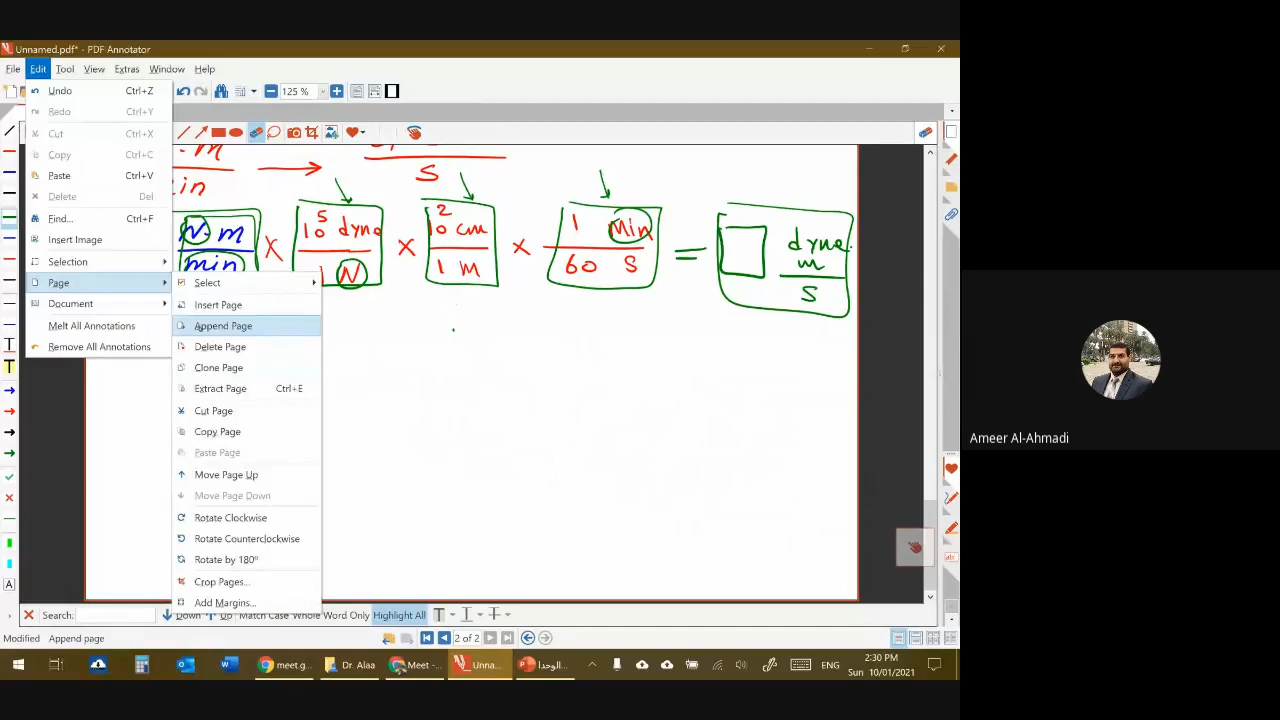 Unnamed.pdf* - PDF Annotator
File Edit Tool View Extras Window Help
125 %
Undo Ctrl+Z
Redo Ctrl+Y
Cut Ctrl+X
Copy Ctrl+C
Paste Ctrl+V
Delete Del
Find... Ctrl+F
Insert Image
Selection
Page
Document
Melt All Annotations
Remove All Annotations
Select
Insert Page
Append Page
Delete Page
Clone Page
Extract Page Ctrl+E
Cut Page
Copy Page
Paste Page
Move Page Up
Move Page Down
Rotate Clockwise
Rotate Counterclockwise
Rotate by 180°
Crop Pages...
Add Margins...
s
N.m × 10⁵ dyna × 10² cm × 1 Min = dyna.
min N 1 M 60 S m
S
Ameer Al-Ahmadi
Search: Down Up Match Case Whole Word Only Highlight All
Modified Append page 2 of 2
meet.g... Dr. Alaa Meet -... Unna... الوحدا... ENG
2:30 PM
Sun 10/01/2021